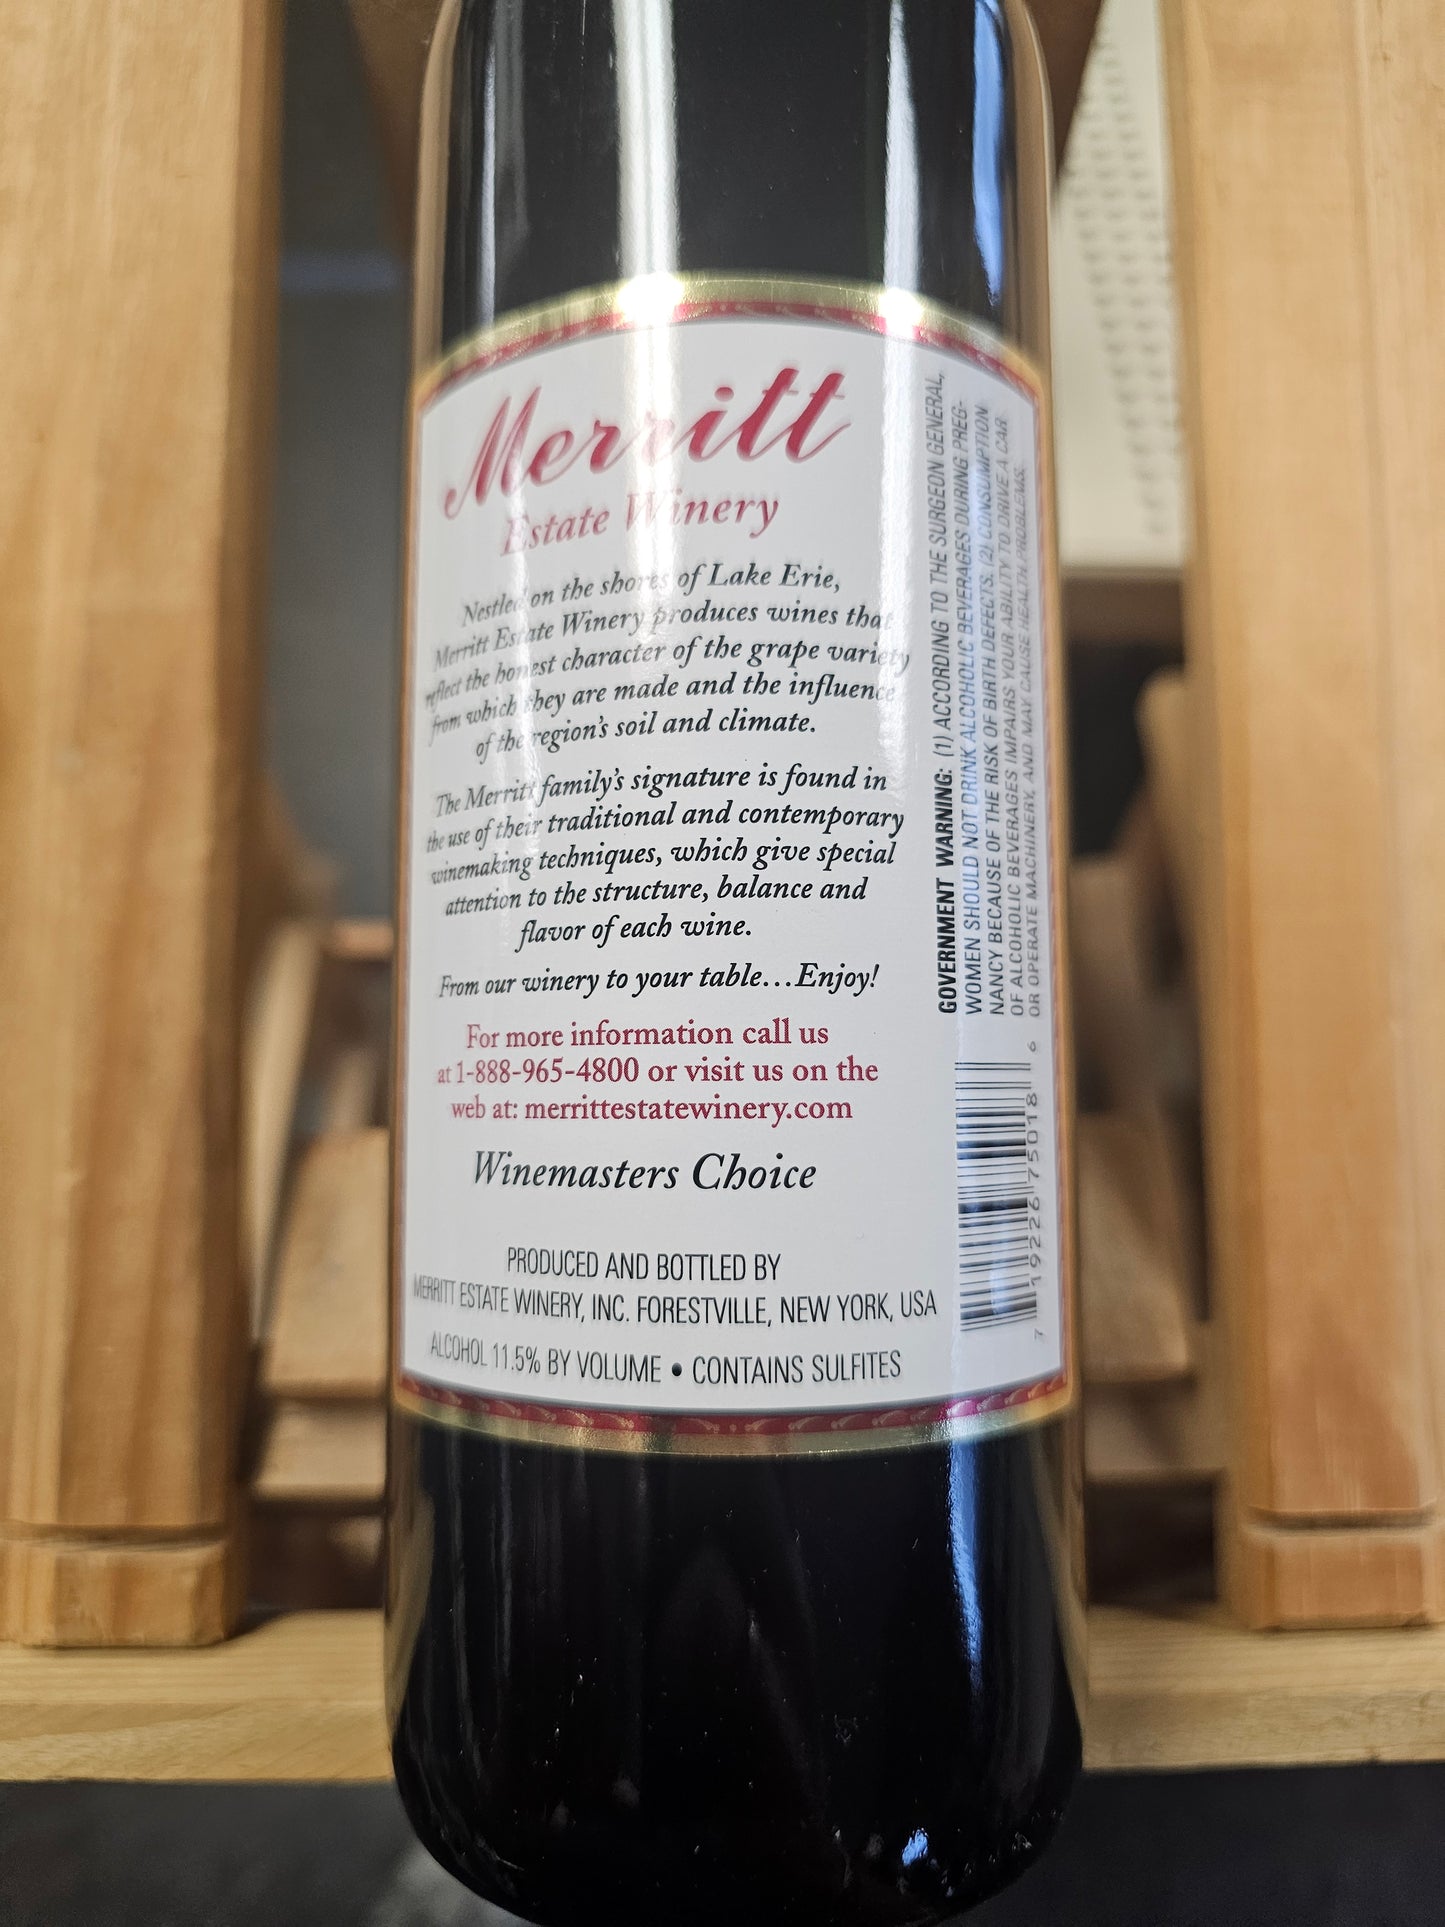 Merritt
Estate Winery
Nestled on the shores of Lake Erie,
Merritt Estate Winery produces wines that
reflect the honest character of the grape variety
from which they are made and the influence
of the region's soil and climate.
The Merritt family's signature is found in
the use of their traditional and contemporary
winemaking techniques, which give special
attention to the structure, balance and
flavor of each wine.
From our winery to your table...Enjoy!
For more information call us
at 1-888-965-4800 or visit us on the
web at: merrittestatewinery.com
Winemasters Choice
PRODUCED AND BOTTLED BY
MERRITT ESTATE WINERY, INC. FORESTVILLE, NEW YORK, USA
ALCOHOL 11.5% BY VOLUME • CONTAINS SULFITES
GOVERNMENT WARNING: (1) ACCORDING TO THE SURGEON GENERAL,
WOMEN SHOULD NOT DRINK ALCOHOLIC BEVERAGES DURING PREG-
NANCY BECAUSE OF THE RISK OF BIRTH DEFECTS. (2) CONSUMPTION
OF ALCOHOLIC BEVERAGES IMPAIRS YOUR ABILITY TO DRIVE A CAR
OR OPERATE MACHINERY, AND MAY CAUSE HEALTH PROBLEMS.
7 19226 75018 6